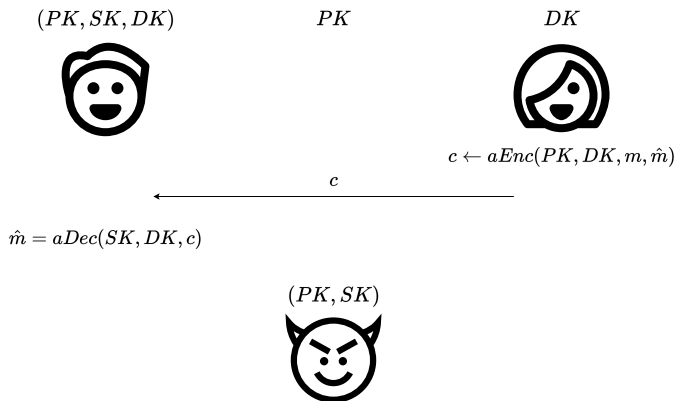 (PK, SK, DK) PK DK
c ← aEnc(PK, DK, m, m̂)
c
m̂ = aDec(SK, DK, c)
(PK, SK)